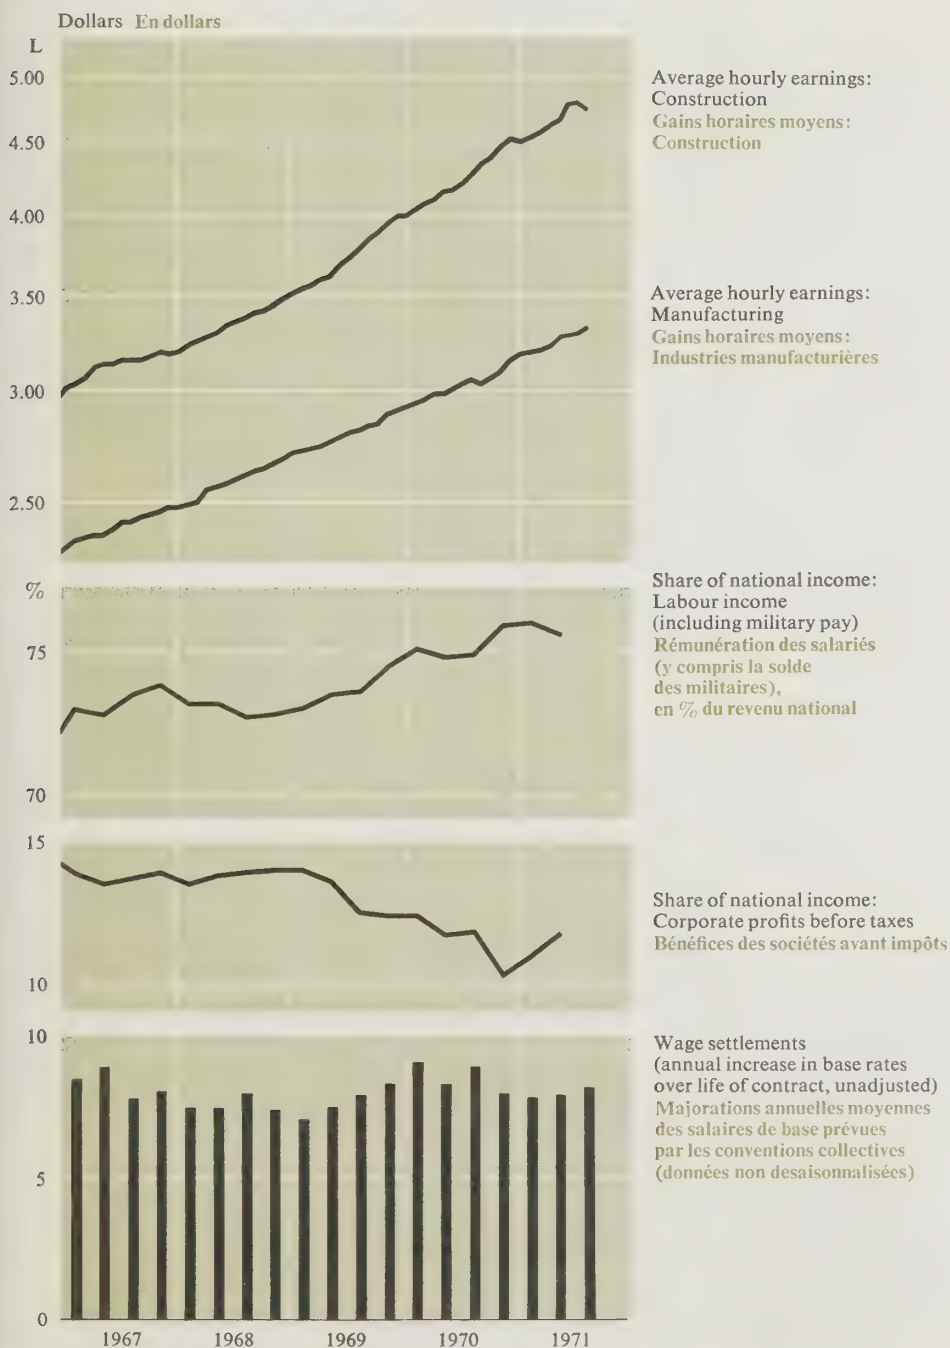 Dollars En dollars
L
5.00
4.50
4.00
3.50
3.00
2.50
Average hourly earnings:
Construction
Gains horaires moyens:
Construction
Average hourly earnings:
Manufacturing
Gains horaires moyens:
Industries manufacturières
%
75
70
Share of national income:
Labour income
(including military pay)
Rémunération des salariés
(y compris la solde
des militaires),
en % du revenu national
15
10
Share of national income:
Corporate profits before taxes
Bénéfices des sociétés avant impôts
10
5
0
Wage settlements
(annual increase in base rates
over life of contract, unadjusted)
Majorations annuelles moyennes
des salaires de base prévues
par les conventions collectives
(données non desaisonnalisées)
1967 1968 1969 1970 1971